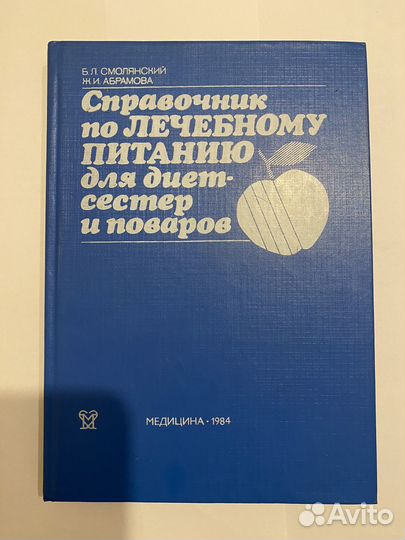 Б.Л. СМОЛЯНСКИЙ
Ж.И. АБРАМОВА
Справочник
по ЛЕЧЕБНОМУ
ПИТАНИЮ
для диет-
сестер
и поваров
МЕДИЦИНА · 1984
Avito